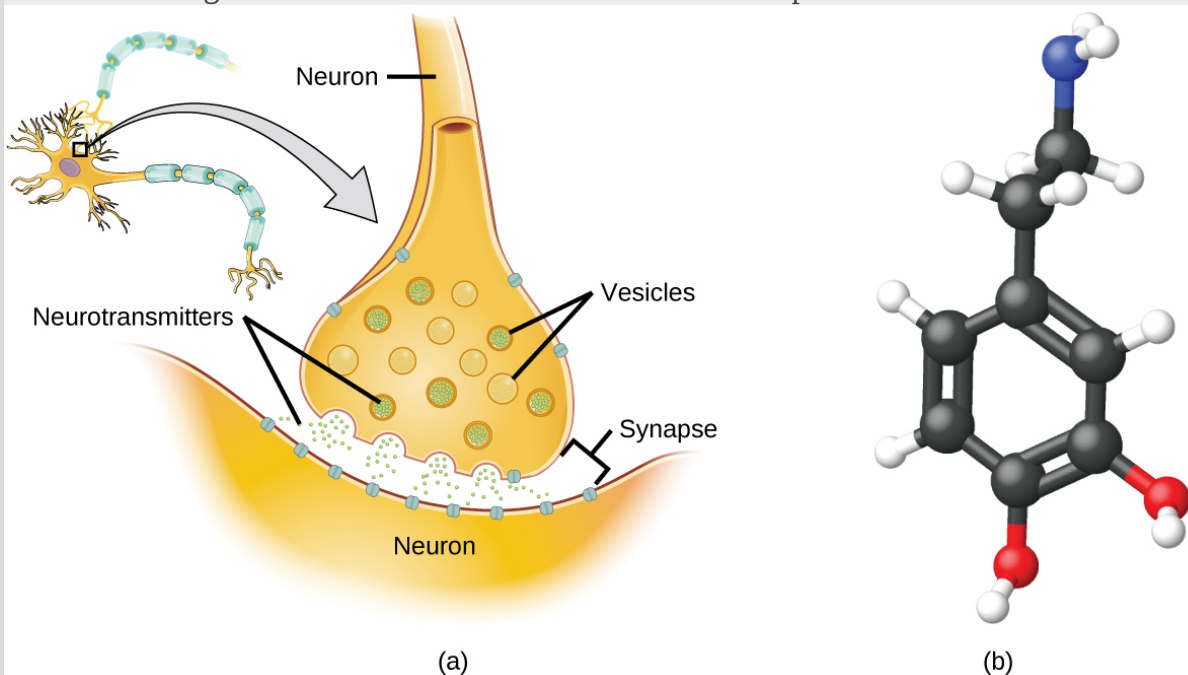 Neuron
Neurotransmitters
Vesicles
Synapse
Neuron
(a)
(b)